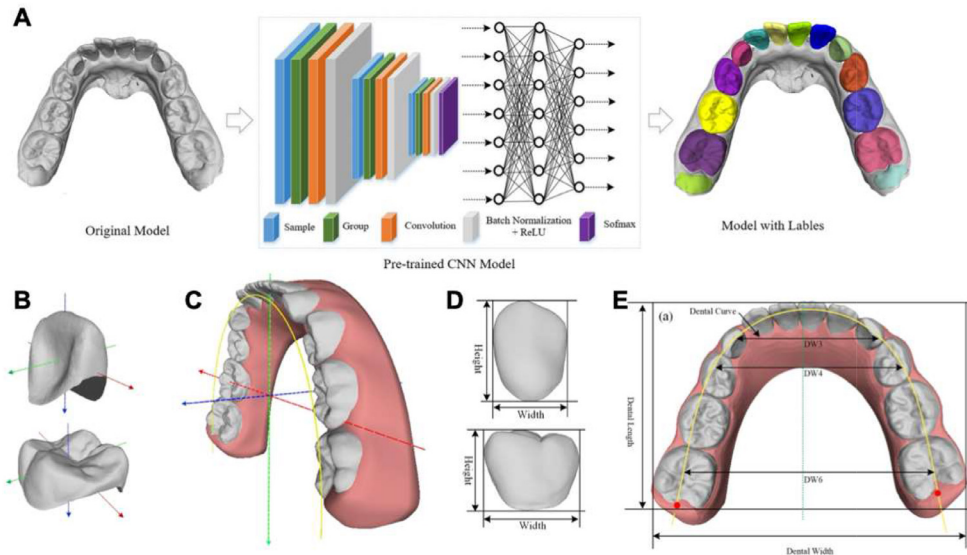 A
Original Model
Sample
Group
Convolution
Batch Normalization
+ ReLU
Sofmax
Pre-trained CNN Model
Model with Lables
B
C
D
Height
Width
Height
Width
E
(a)
Dental Curve
DW3
DW4
DW6
Dental Length
Dental Width